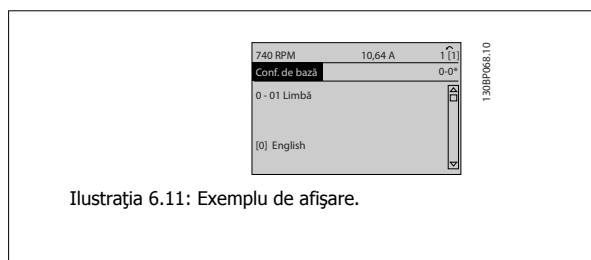 740 RPM 10,64 A 1 [1]
Conf. de bază 0-0*
0 - 01 Limbă
[0] English
130BP068.10
Ilustraţia 6.11: Exemplu de afişare.